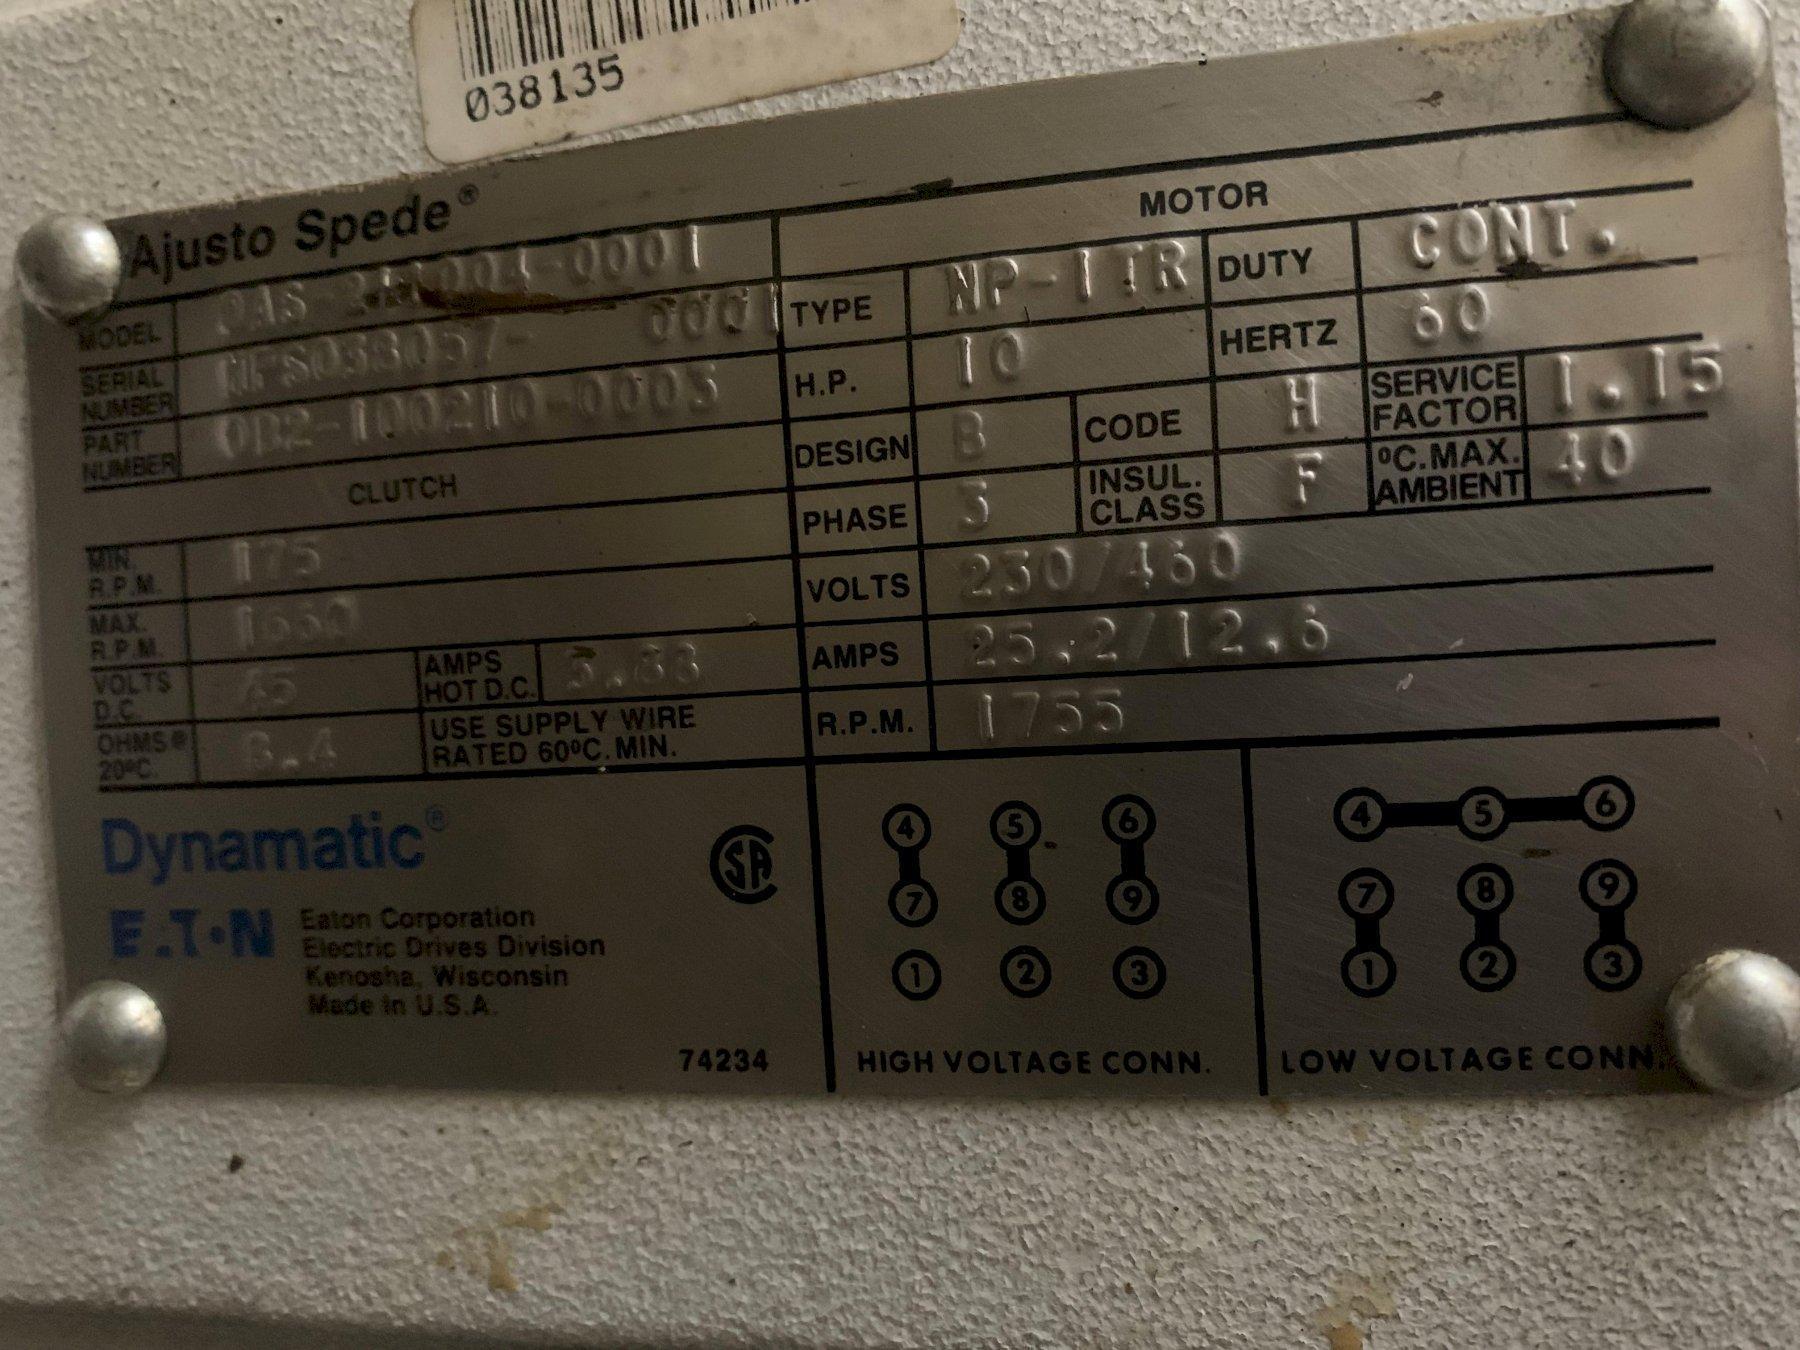 038135
Ajusto Spede®
MODEL
SERIAL NUMBER 0001
PART NUMBER
CLUTCH
MIN. R.P.M. 175
MAX. R.P.M. 1650
VOLTS D.C. 45 AMPS HOT D.C.
OHMS @ 20°C. USE SUPPLY WIRE RATED 60°C. MIN.
MOTOR
TYPE DUTY CONT.
H.P. 10 HERTZ 60
DESIGN B CODE H SERVICE FACTOR 1.15
PHASE 3 INSUL. CLASS F °C. MAX. AMBIENT 40
VOLTS 230/460
AMPS 25.2/12.6
R.P.M. 1755
Dynamatic®
E.T•N
Eaton Corporation
Electric Drives Division
Kenosha, Wisconsin
Made in U.S.A.
SA
74234
4 5 6
7 8 9
1 2 3
HIGH VOLTAGE CONN.
4 5 6
7 8 9
1 2 3
LOW VOLTAGE CONN.